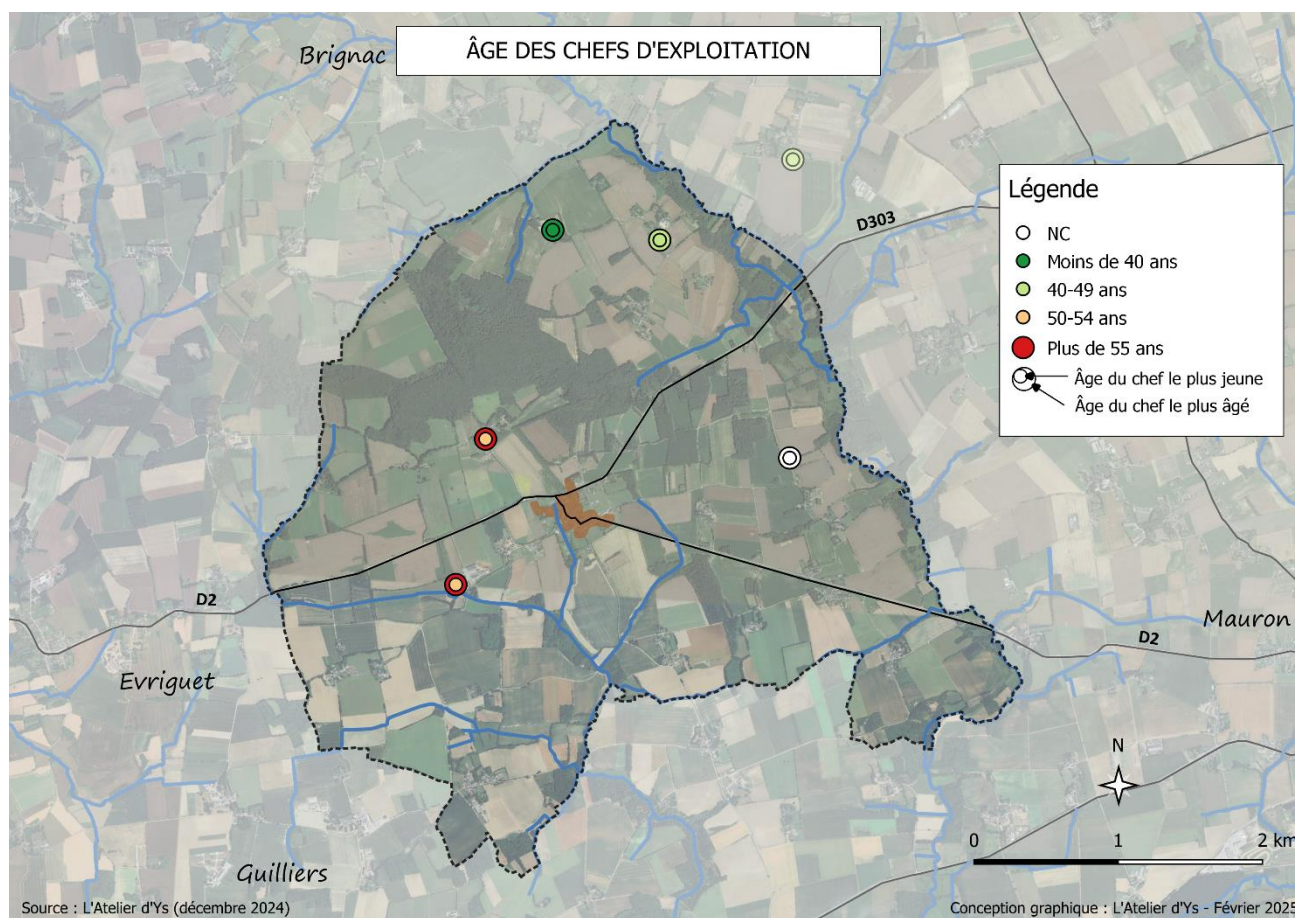 Brignac
ÂGE DES CHEFS D'EXPLOITATION
D303
Légende
NC
Moins de 40 ans
40-49 ans
50-54 ans
Plus de 55 ans
Âge du chef le plus jeune
Âge du chef le plus âgé
D2
Evriguet
Mauron
D2
N
0 1 2 km
Guilliers
Source : L'Atelier d'Ys (décembre 2024)
Conception graphique : L'Atelier d'Ys - Février 2025